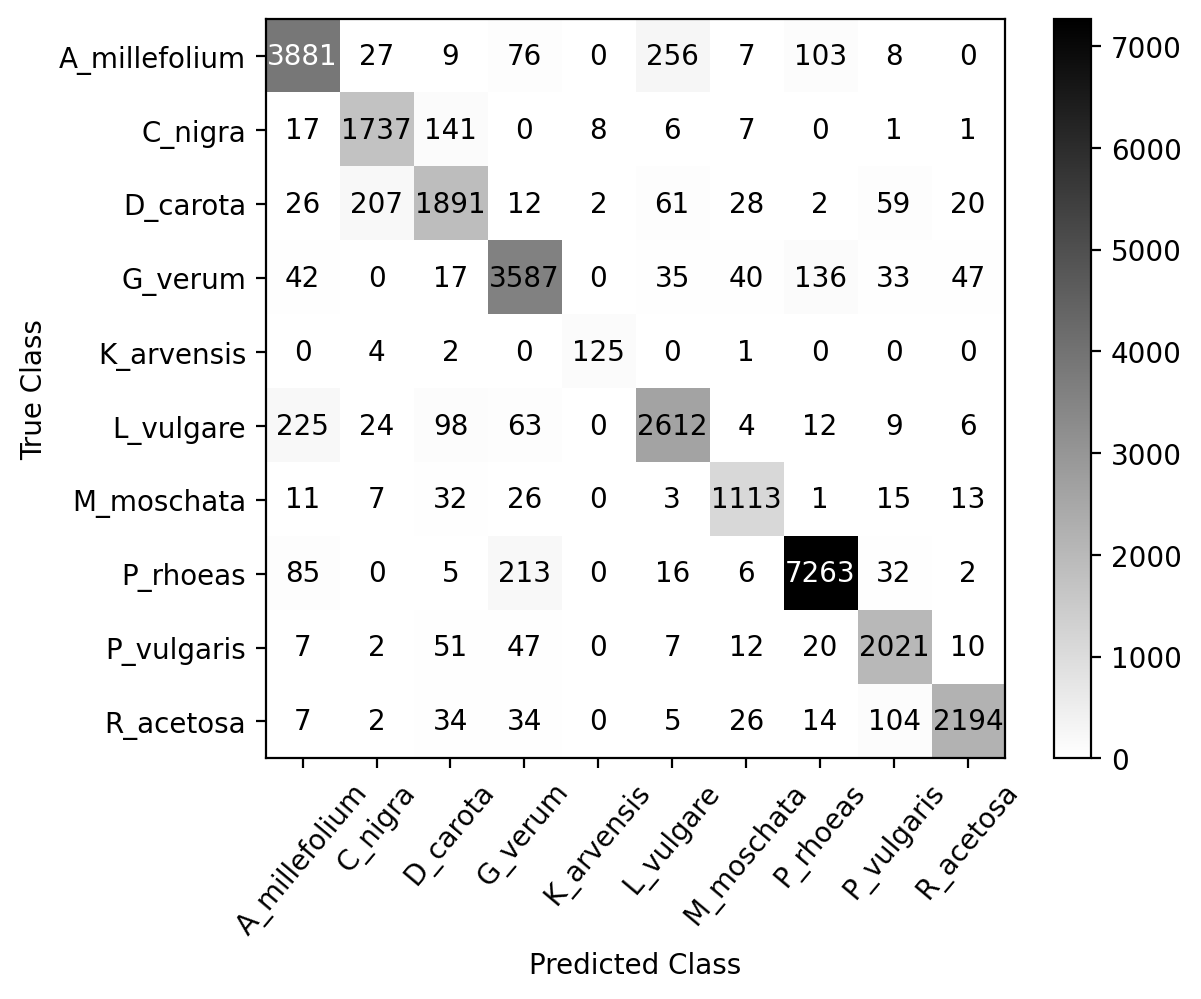 A_millefolium 3881 27 9 76 0 256 7 103 8 0
C_nigra 17 1737 141 0 8 6 7 0 1 1
D_carota 26 207 1891 12 2 61 28 2 59 20
G_verum 42 0 17 3587 0 35 40 136 33 47
K_arvensis 0 4 2 0 125 0 1 0 0 0
L_vulgare 225 24 98 63 0 2612 4 12 9 6
M_moschata 11 7 32 26 0 3 1113 1 15 13
P_rhoeas 85 0 5 213 0 16 6 7263 32 2
P_vulgaris 7 2 51 47 0 7 12 20 2021 10
R_acetosa 7 2 34 34 0 5 26 14 104 2194
True Class
A_millefolium C_nigra D_carota G_verum K_arvensis L_vulgare M_moschata P_rhoeas P_vulgaris R_acetosa
Predicted Class
7000
6000
5000
4000
3000
2000
1000
0